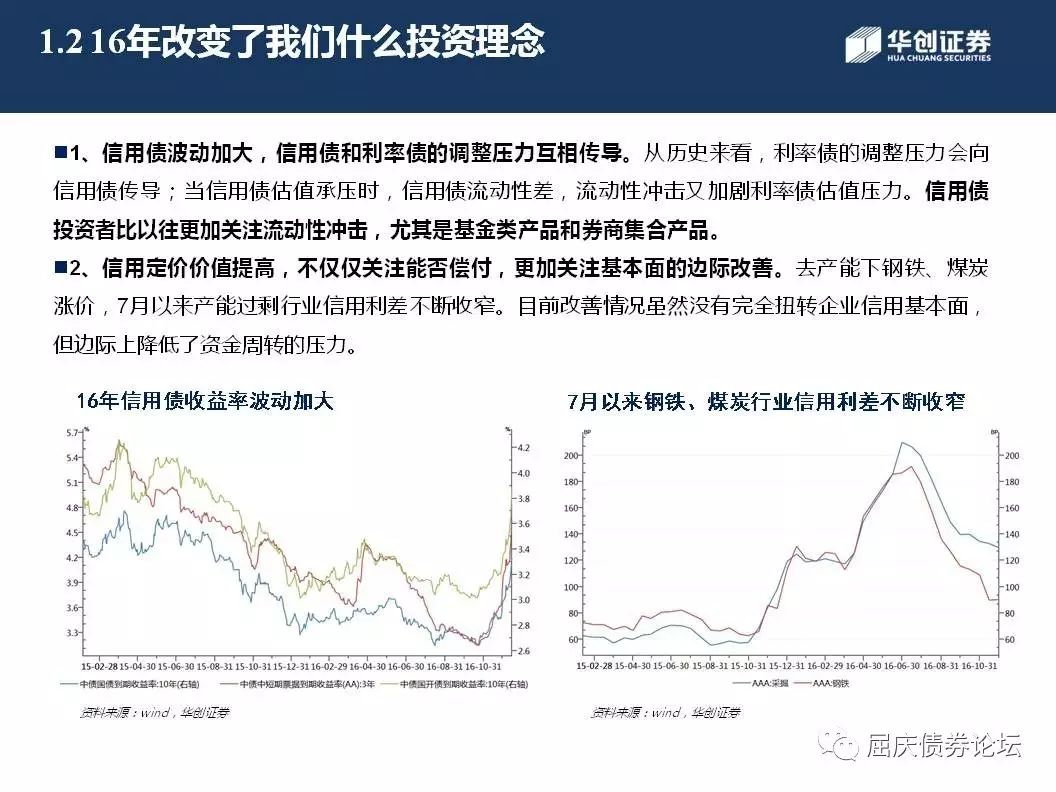 1.2 16年改变了我们什么投资理念
华创证券
HUA CHUANG SECURITIES
■1、信用债波动加大，信用债和利率债的调整压力互相传导。从历史来看，利率债的调整压力会向
信用债传导；当信用债估值承压时，信用债流动性差，流动性冲击又加剧利率债估值压力。信用债
投资者比以往更加关注流动性冲击，尤其是基金类产品和券商集合产品。
■2、信用定价价值提高，不仅仅关注能否偿付，更加关注基本面的边际改善。去产能下钢铁、煤炭
涨价，7月以来产能过剩行业信用利差不断收窄。目前改善情况虽然没有完全扭转企业信用基本面，
但边际上降低了资金周转的压力。
16年信用债收益率波动加大
% %
5.7
5.4
5.1
4.8
4.5
4.2
3.9
3.6
3.3
4.2
4.0
3.8
3.6
3.4
3.2
3.0
2.8
2.6
15-02-28 15-04-30 15-06-30 15-08-31 15-10-31 15-12-31 16-02-29 16-04-30 16-06-30 16-08-31 16-10-31
中债国债到期收益率:10年(右轴) 中债中短期票据到期收益率(AA):3年 中债国开债到期收益率:10年(右轴)
资料来源：wind，华创证券
7月以来钢铁、煤炭行业信用利差不断收窄
BP BP
200
180
160
140
120
100
80
60
200
180
160
140
120
100
80
60
15-02-28 15-04-30 15-06-30 15-08-31 15-10-31 15-12-31 16-02-29 16-04-30 16-06-30 16-08-31 16-10-31
AAA:采掘 AAA:钢铁
资料来源：wind，华创证券
屈庆债券论坛